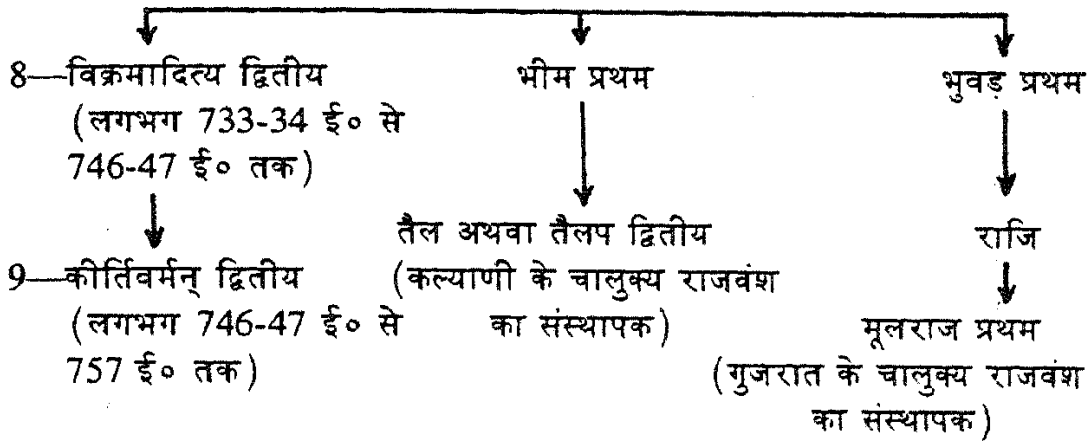 8—विक्रमादित्य द्वितीय
(लगभग 733-34 ई० से
746-47 ई० तक)
9—कीर्तिवर्मन् द्वितीय
(लगभग 746-47 ई० से
757 ई० तक)
भीम प्रथम
तैल अथवा तैलप द्वितीय
(कल्याणी के चालुक्य राजवंश
का संस्थापक)
भुवड़ प्रथम
राजि
मूलराज प्रथम
(गुजरात के चालुक्य राजवंश
का संस्थापक)